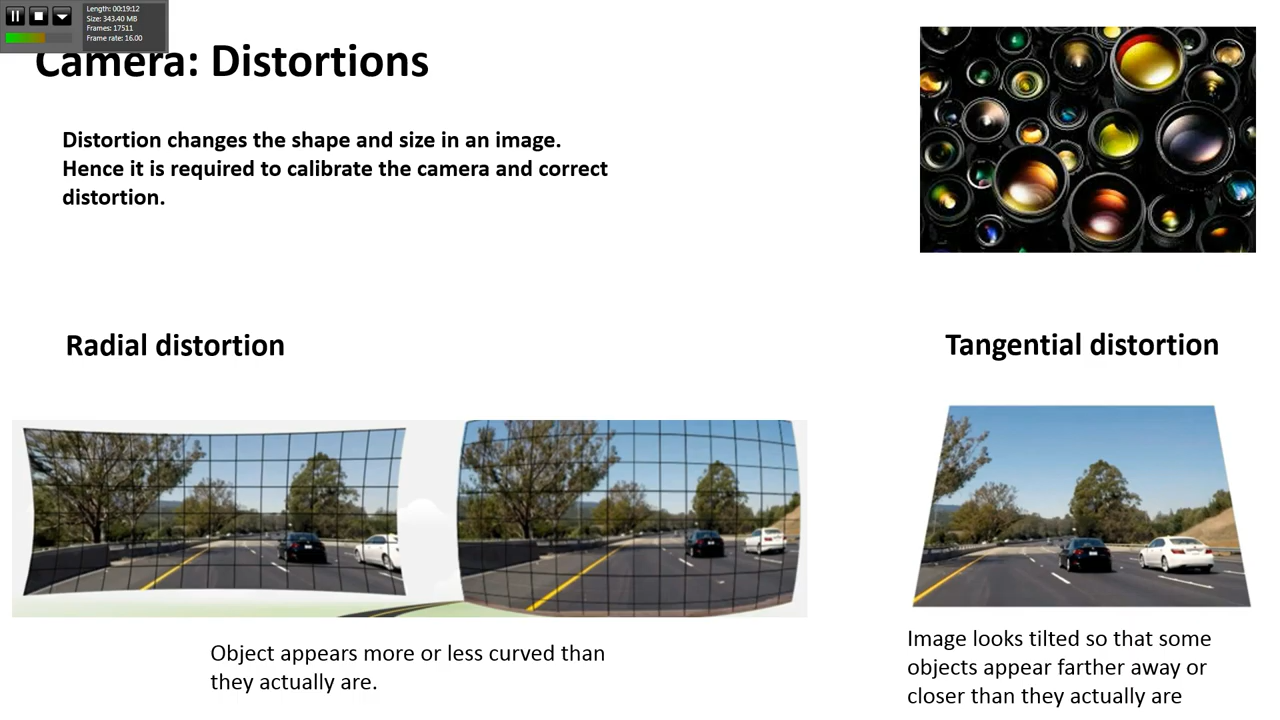 Length: 00:19:12
Size: 343.40 MB
Frames: 17511
Frame rate: 16.00
Camera: Distortions
Distortion changes the shape and size in an image.
Hence it is required to calibrate the camera and correct
distortion.
Radial distortion
Tangential distortion
Object appears more or less curved than
they actually are.
Image looks tilted so that some
objects appear farther away or
closer than they actually are